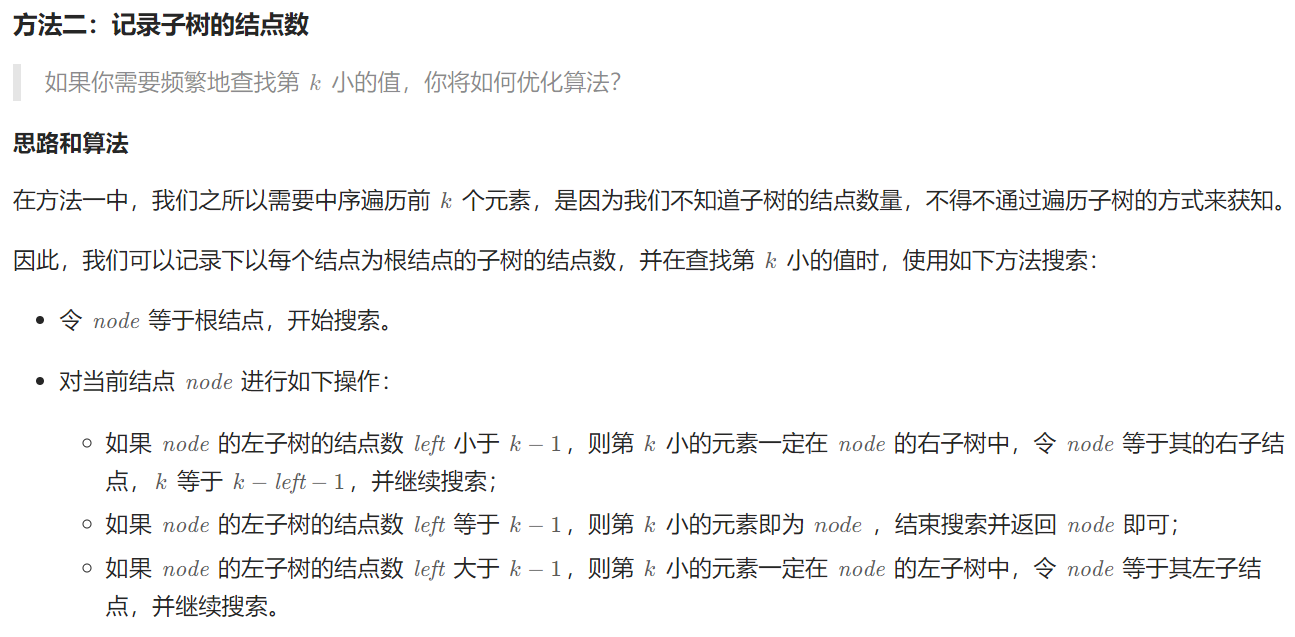 方法二：记录子树的结点数
如果你需要频繁地查找第 k 小的值，你将如何优化算法？
思路和算法
在方法一中，我们之所以需要中序遍历前 k 个元素，是因为我们不知道子树的结点数量，不得不通过遍历子树的方式来获知。
因此，我们可以记录下以每个结点为根结点的子树的结点数，并在查找第 k 小的值时，使用如下方法搜索：
• 令 node 等于根结点，开始搜索。
• 对当前结点 node 进行如下操作：
◦ 如果 node 的左子树的结点数 left 小于 k − 1，则第 k 小的元素一定在 node 的右子树中，令 node 等于其的右子结
点，k 等于 k − left − 1，并继续搜索；
◦ 如果 node 的左子树的结点数 left 等于 k − 1，则第 k 小的元素即为 node ，结束搜索并返回 node 即可；
◦ 如果 node 的左子树的结点数 left 大于 k − 1，则第 k 小的元素一定在 node 的左子树中，令 node 等于其左子结
点，并继续搜索。